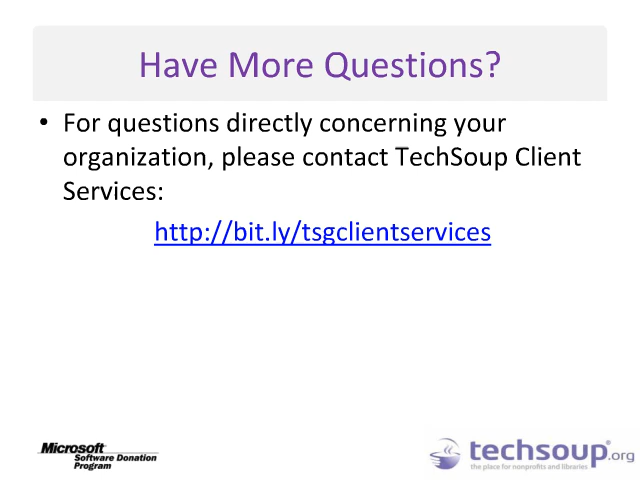 Have More Questions?
• For questions directly concerning your
organization, please contact TechSoup Client
Services:
http://bit.ly/tsgclientservices
Microsoft
Software Donation
Program
techsoup®.org
the place for nonprofits and libraries